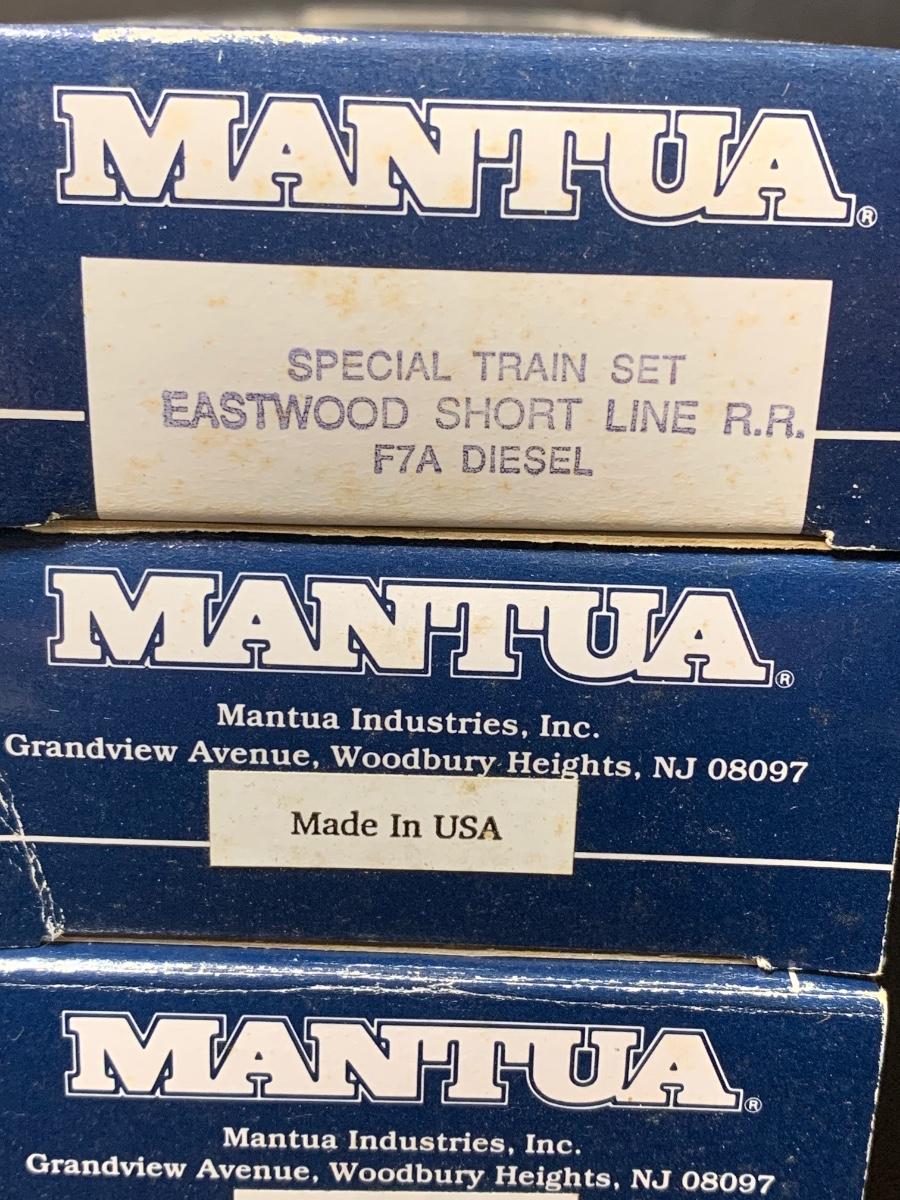 MANTUA®
SPECIAL TRAIN SET
EASTWOOD SHORT LINE R.R.
F7A DIESEL
MANTUA®
Mantua Industries, Inc.
Grandview Avenue, Woodbury Heights, NJ 08097
Made In USA
MANTUA®
Mantua Industries, Inc.
Grandview Avenue, Woodbury Heights, NJ 08097